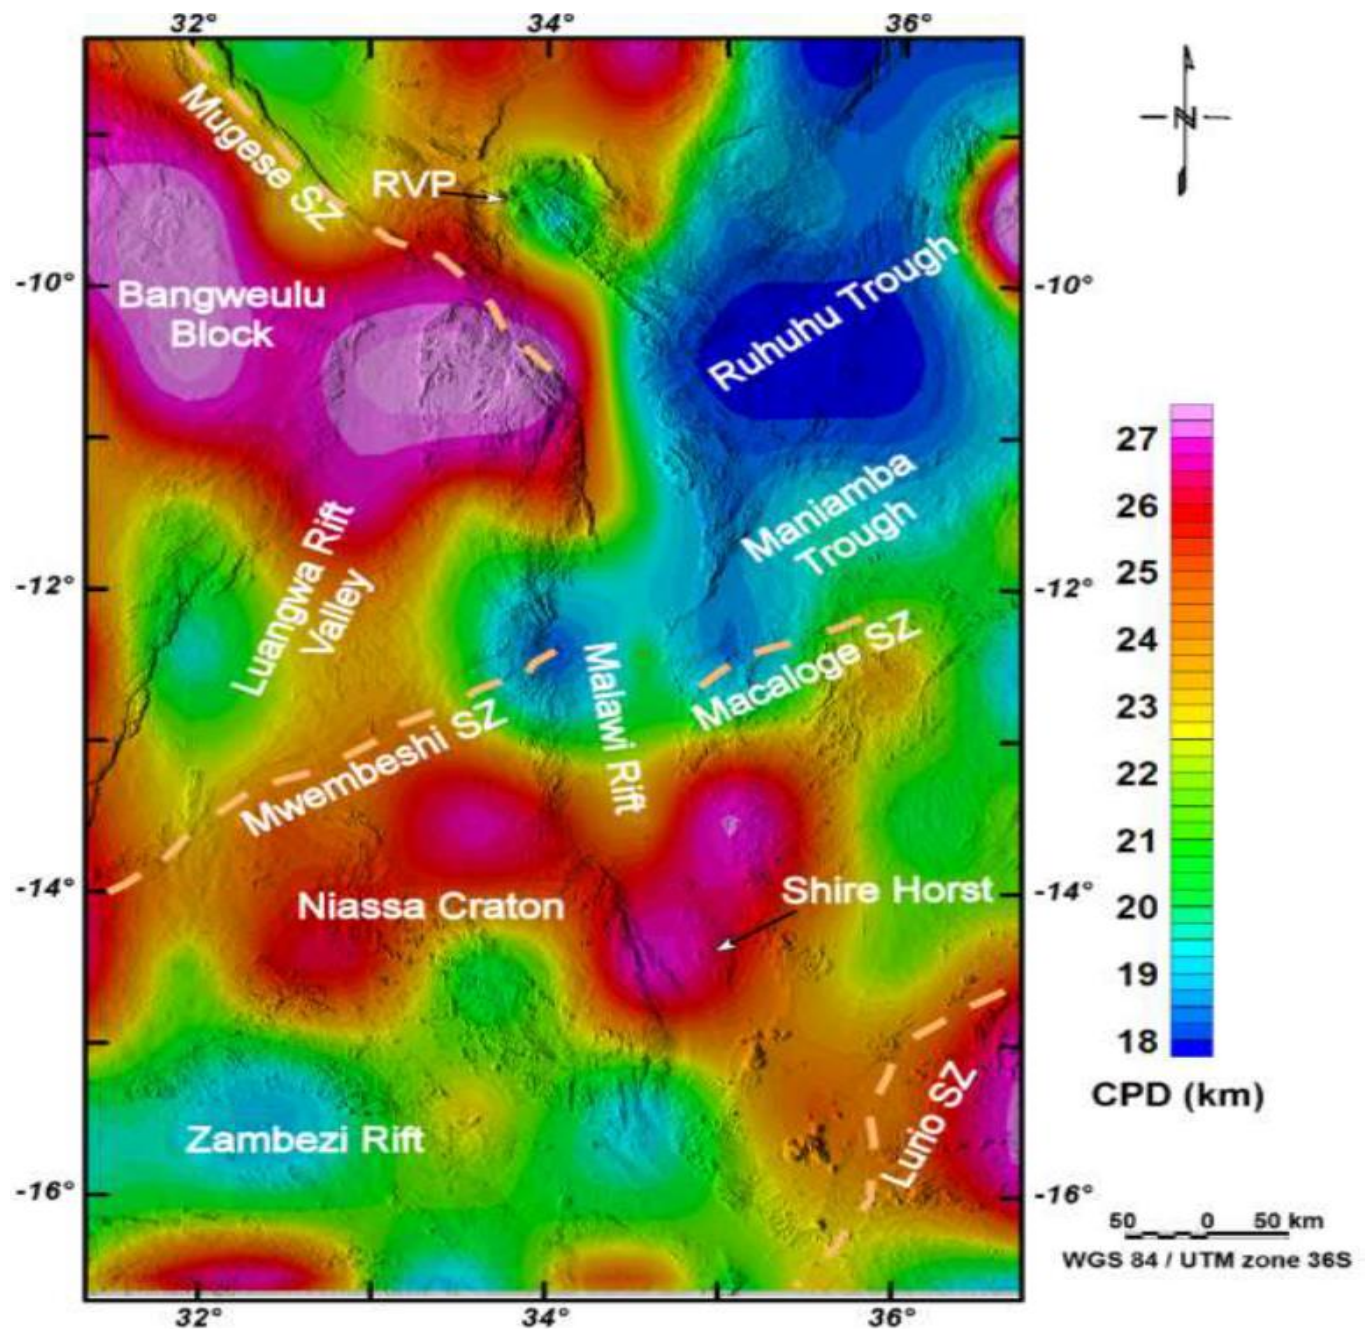 32°
34°
36°
N
Mugese SZ
RVP
-10°
-10°
Bangweulu
Block
Ruhuhu Trough
27
Maniamba
Trough
26
Luangwa Rift
Valley
25
-12°
-12°
24
Malawi Rift
Macaloge SZ
23
Mwembeshi SZ
22
21
-14°
-14°
Niassa Craton
Shire Horst
20
19
18
CPD (km)
Lurio SZ
Zambezi Rift
-16°
-16°
50 0 50 km
WGS 84 / UTM zone 36S
32°
34°
36°